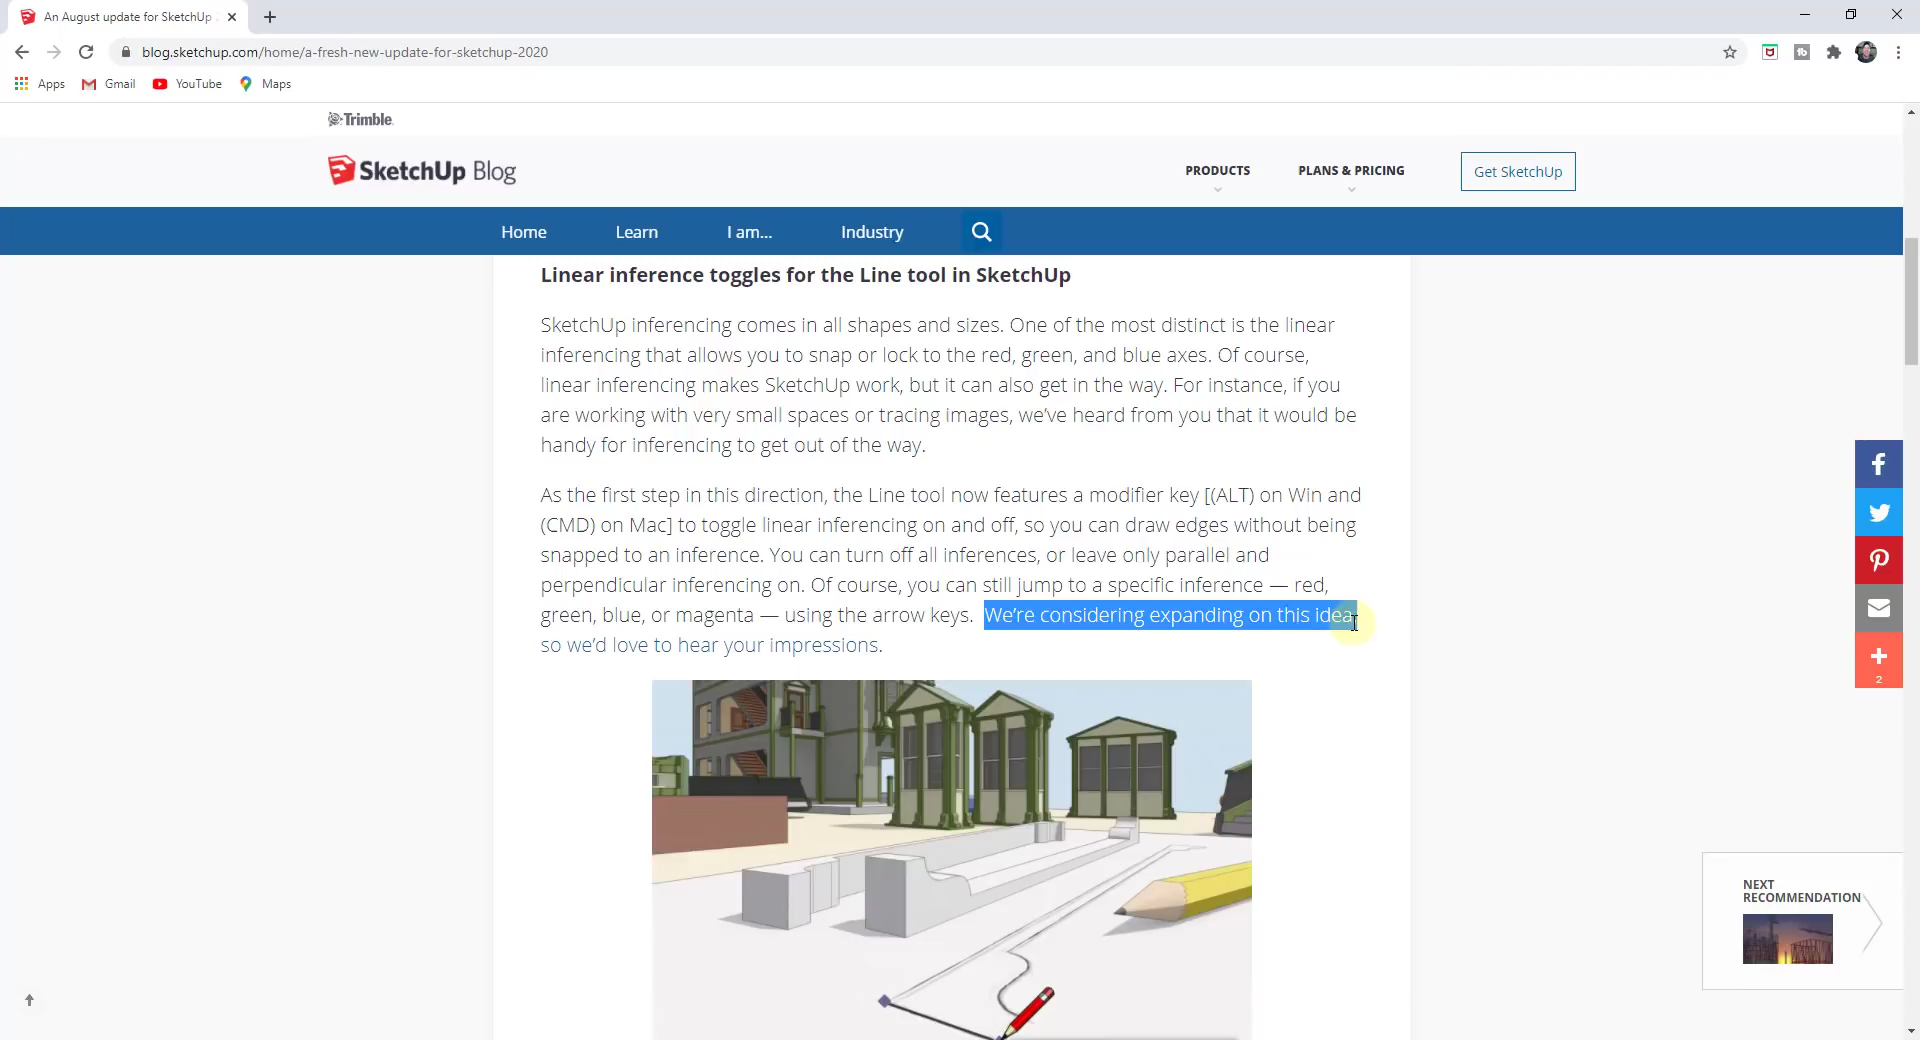 An August update for SketchUp
blog.sketchup.com/home/a-fresh-new-update-for-sketchup-2020
Apps
Gmail
YouTube
Maps
Trimble
SketchUp Blog
PRODUCTS
PLANS & PRICING
Get SketchUp
Home
Learn
I am...
Industry
Linear inference toggles for the Line tool in SketchUp
SketchUp inferencing comes in all shapes and sizes. One of the most distinct is the linear
inferencing that allows you to snap or lock to the red, green, and blue axes. Of course,
linear inferencing makes SketchUp work, but it can also get in the way. For instance, if you
are working with very small spaces or tracing images, we've heard from you that it would be
handy for inferencing to get out of the way.
As the first step in this direction, the Line tool now features a modifier key [(ALT) on Win and
(CMD) on Mac] to toggle linear inferencing on and off, so you can draw edges without being
snapped to an inference. You can turn off all inferences, or leave only parallel and
perpendicular inferencing on. Of course, you can still jump to a specific inference — red,
green, blue, or magenta — using the arrow keys. We're considering expanding on this idea
so we'd love to hear your impressions.
2
NEXT
RECOMMENDATION